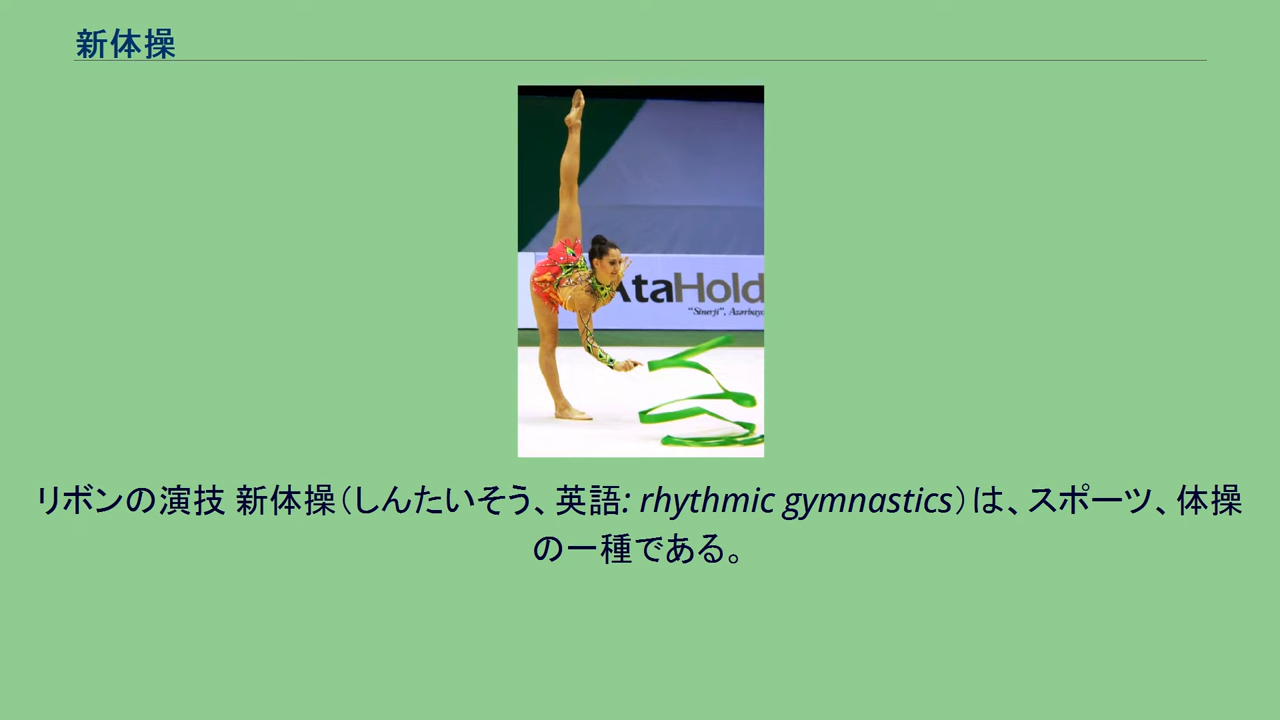 新体操
AtaHold
"Sinerji", Azərbayc
リボンの演技 新体操（しんたいそう、英語: rhythmic gymnastics）は、スポーツ、体操
の一種である。